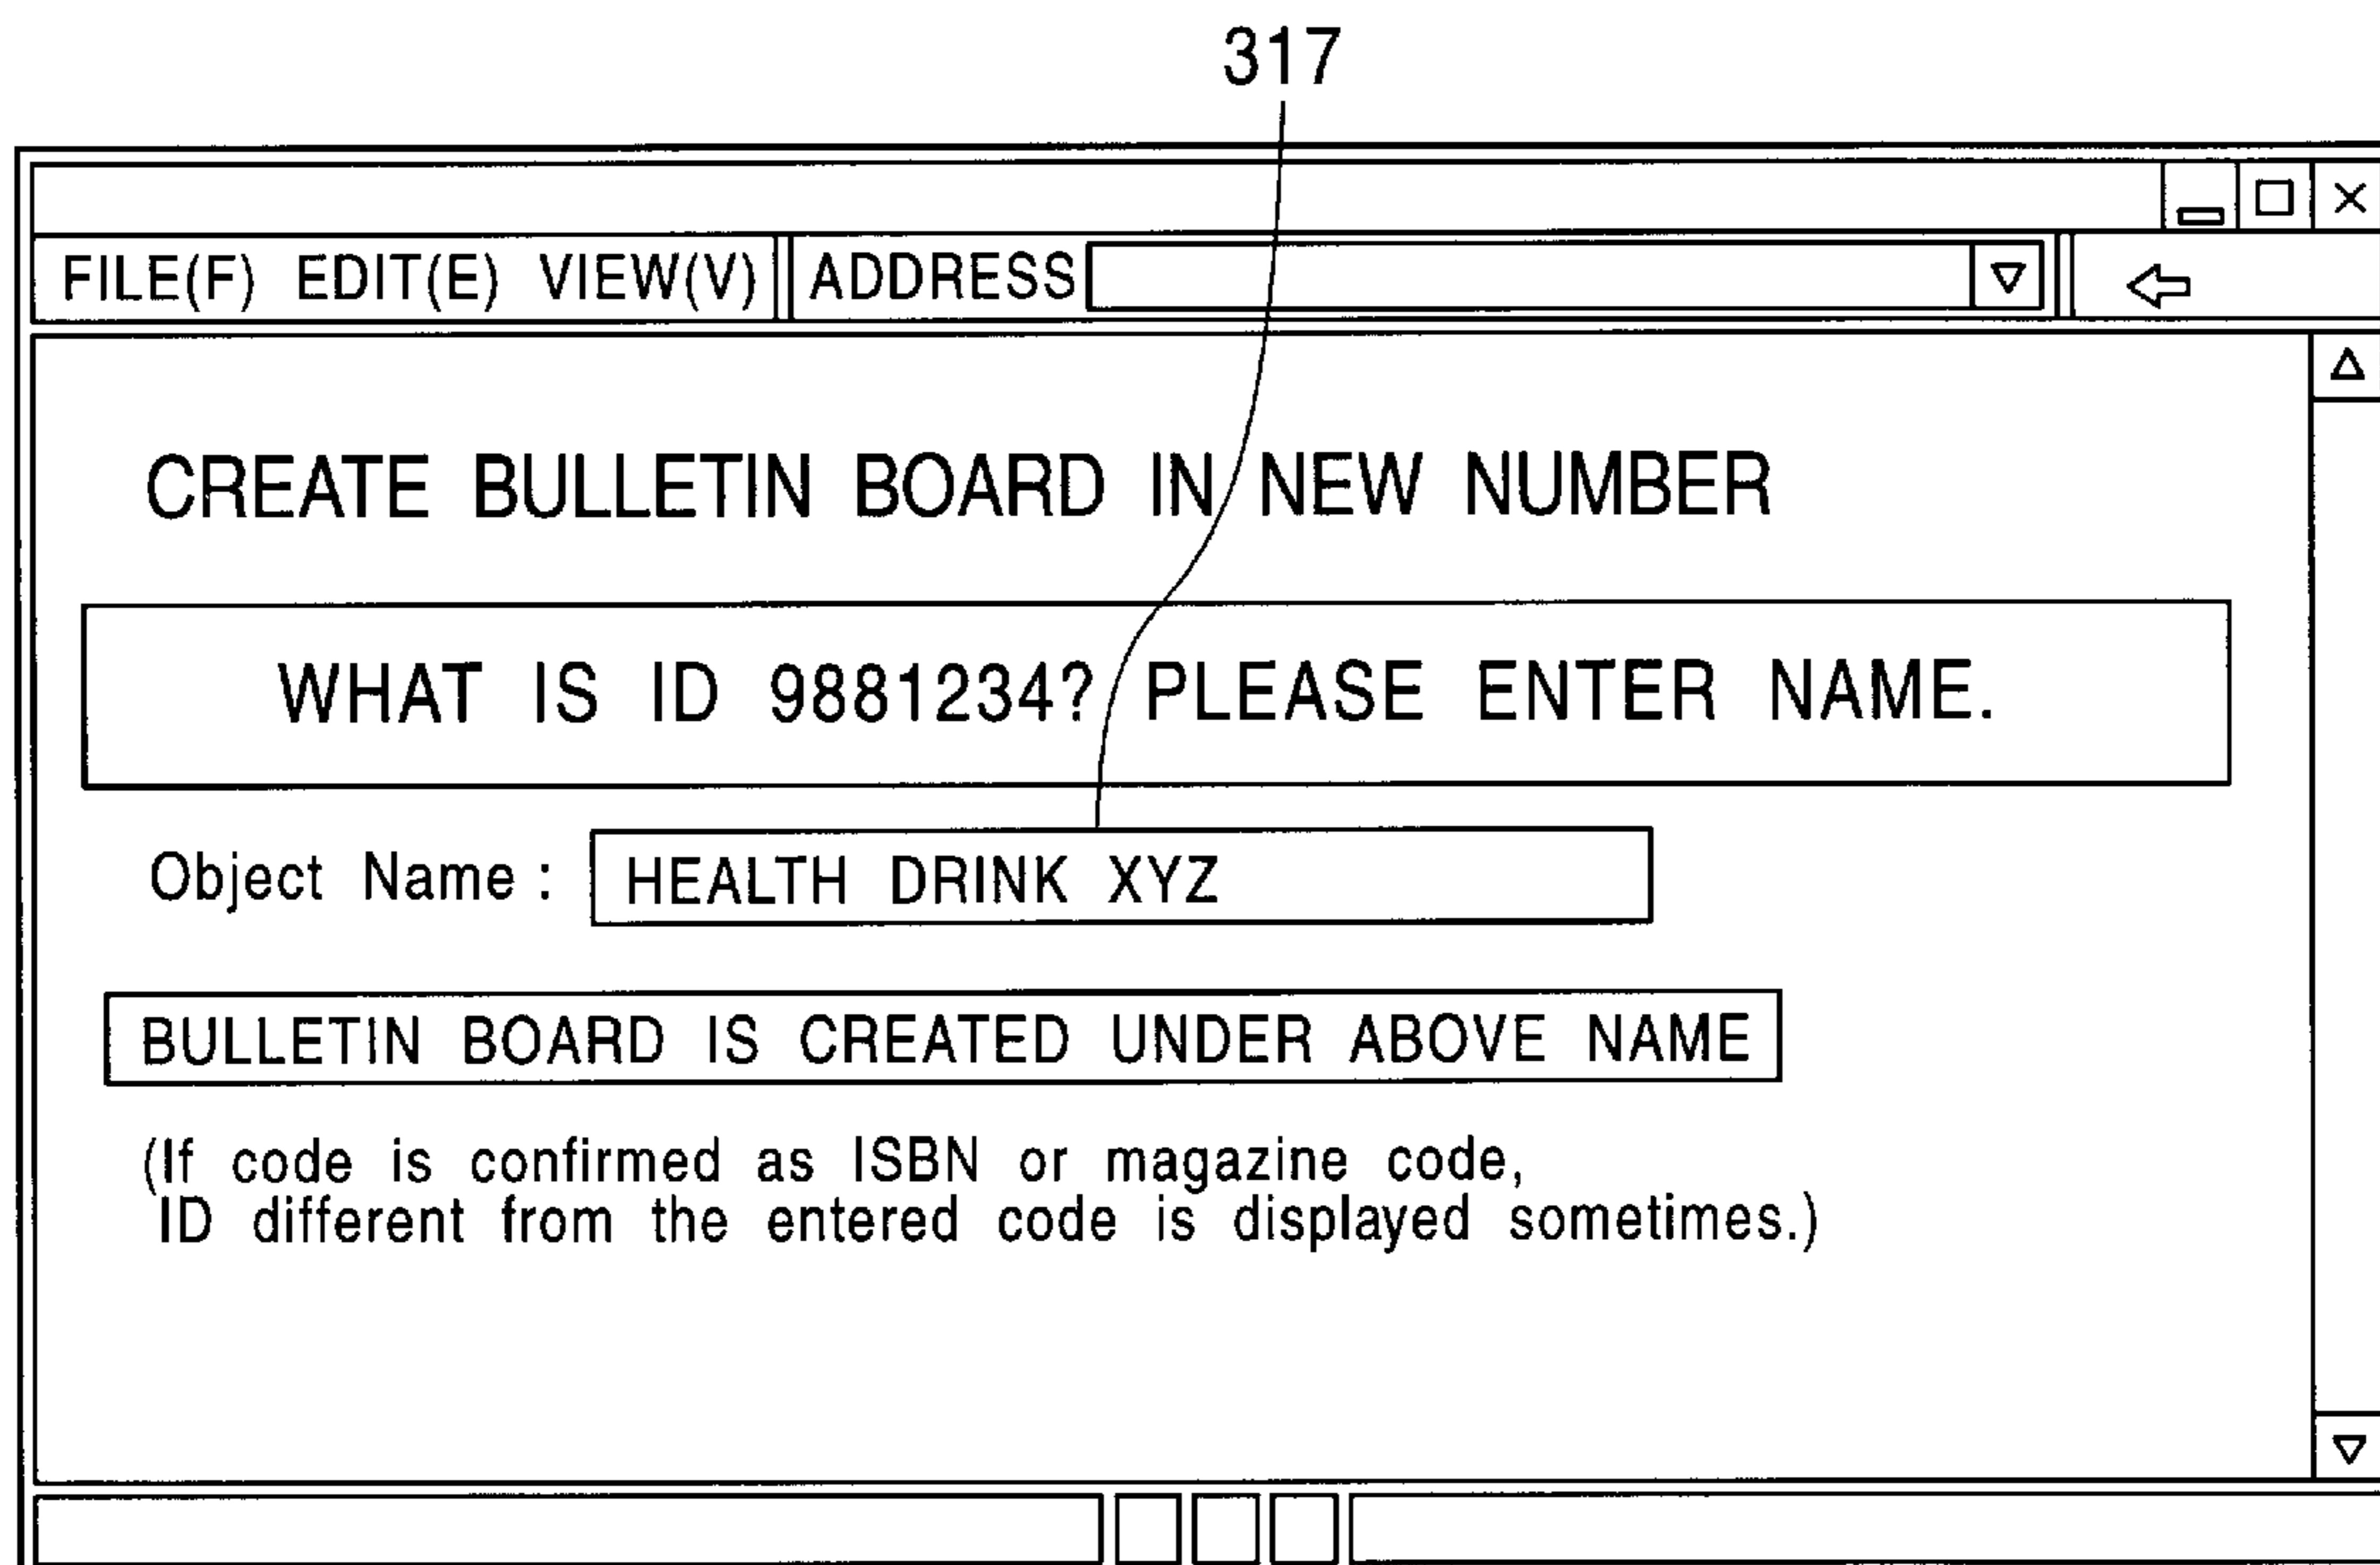 317
FILE(F) EDIT(E) VIEW(V) ADDRESS
CREATE BULLETIN BOARD IN NEW NUMBER
WHAT IS ID 9881234? PLEASE ENTER NAME.
Object Name : HEALTH DRINK XYZ
BULLETIN BOARD IS CREATED UNDER ABOVE NAME
(If code is confirmed as ISBN or magazine code,
ID different from the entered code is displayed sometimes.)